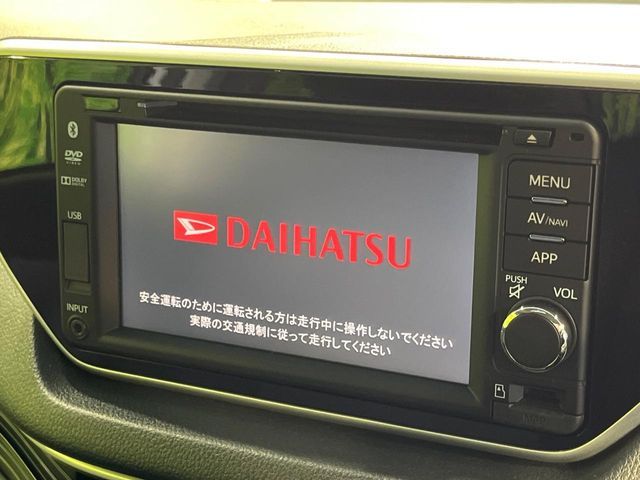 DVD
VIDEO
DOLBY
DIGITAL
USB
INPUT
DAIHATSU
安全運転のために運転される方は走行中に操作しないでください
実際の交通規制に従って走行してください
MENU
AV/NAVI
APP
PUSH
VOL